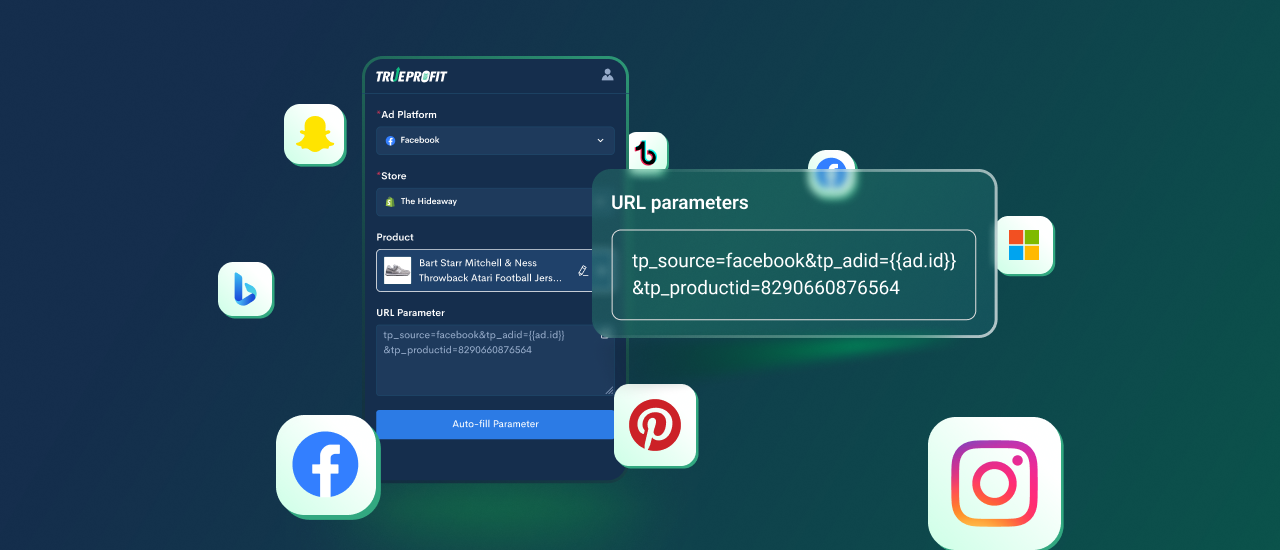 TRUEPROFIT
*Ad Platform
Facebook
*Store
The Hideaway
Product
Bart Starr Mitchell & Ness
Throwback Atari Football Jers...
URL Parameter
tp_source=facebook&tp_adid={{ad.id}}
&tp_productid=8290660876564
Auto-fill Parameter
URL parameters
tp_source=facebook&tp_adid={{ad.id}}
&tp_productid=8290660876564